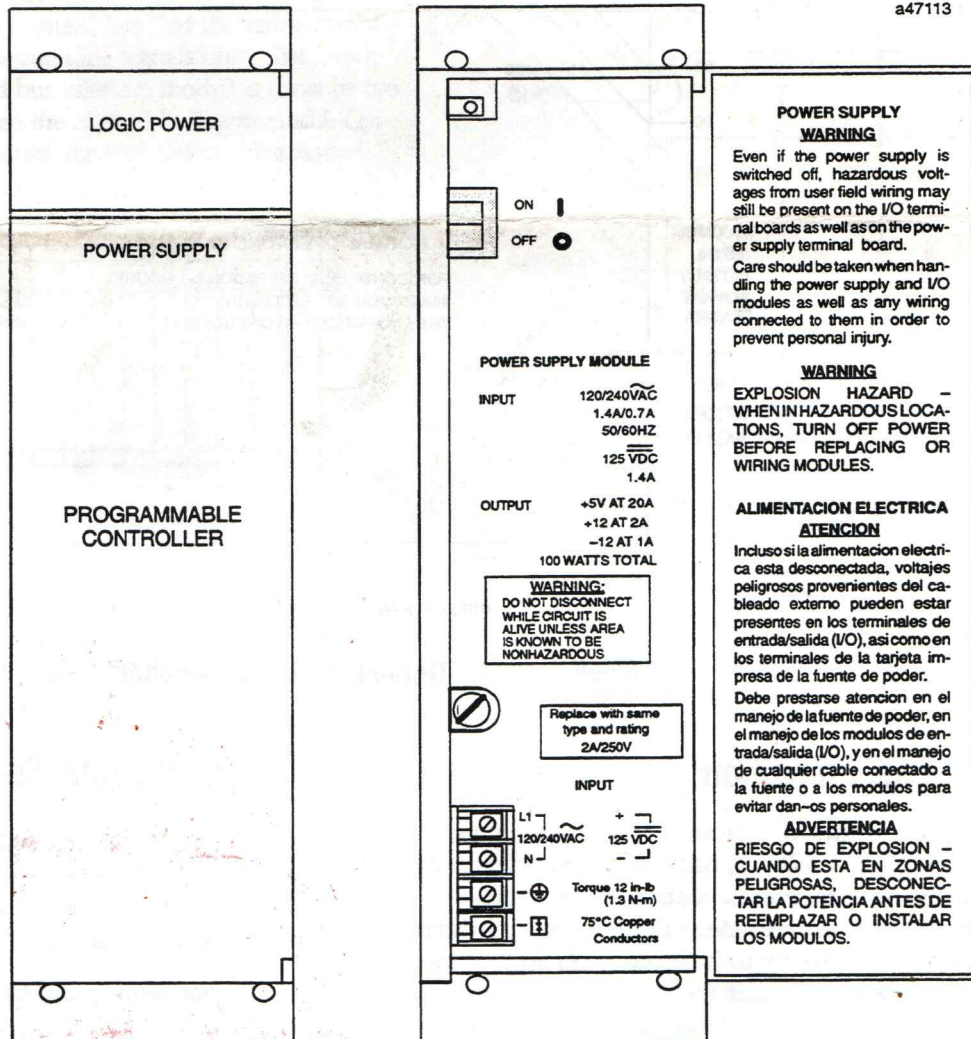 a47113
LOGIC POWER
POWER SUPPLY
PROGRAMMABLE
CONTROLLER
ON
OFF
POWER SUPPLY MODULE
INPUT 120/240VAC
1.4A/0.7A
50/60HZ
125 VDC
1.4A
OUTPUT +5V AT 20A
+12 AT 2A
–12 AT 1A
100 WATTS TOTAL
WARNING:
DO NOT DISCONNECT
WHILE CIRCUIT IS
ALIVE UNLESS AREA
IS KNOWN TO BE
NONHAZARDOUS
Replace with same
type and rating
2A/250V
INPUT
L1 +
120/240VAC 125 VDC
N –
Torque 12 in-lb
(1.3 N-m)
75°C Copper
Conductors
POWER SUPPLY
WARNING
Even if the power supply is
switched off, hazardous volt-
ages from user field wiring may
still be present on the I/O termi-
nal boards as well as on the pow-
er supply terminal board.
Care should be taken when han-
dling the power supply and I/O
modules as well as any wiring
connected to them in order to
prevent personal injury.
WARNING
EXPLOSION HAZARD –
WHEN IN HAZARDOUS LOCA-
TIONS, TURN OFF POWER
BEFORE REPLACING OR
WIRING MODULES.
ALIMENTACION ELECTRICA
ATENCION
Incluso si la alimentacion electri-
ca esta desconectada, voltajes
peligrosos provenientes del ca-
bleado externo pueden estar
presentes en los terminales de
entrada/salida (I/O), asi como en
los terminales de la tarjeta im-
presa de la fuente de poder.
Debe prestarse atencion en el
manejo de la fuente de poder, en
el manejo de los modulos de en-
trada/salida (I/O), y en el manejo
de cualquier cable conectado a
la fuente o a los modulos para
evitar dan~os personales.
ADVERTENCIA
RIESGO DE EXPLOSION –
CUANDO ESTA EN ZONAS
PELIGROSAS, DESCONEC-
TAR LA POTENCIA ANTES DE
REEMPLAZAR O INSTALAR
LOS MODULOS.